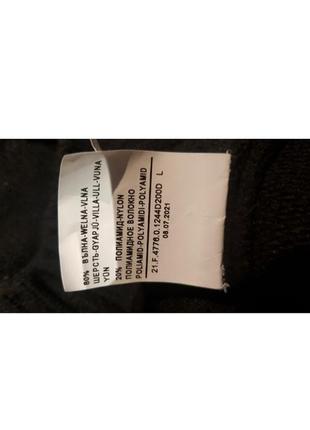 80% ВЪЛНА-WEŁNA-VLNA
ШЕРСТЬ-GYAPJÚ-VILLA-ULL-VUNA
YÜN
20% ПОЛИАМИД-NYLON
ПОЛИАМИДНОЕ ВОЛОКНО
POLIAMID-POLYAMIDI-POLYAMID
21.F.4776.0.1244D200D L
08.07.2021